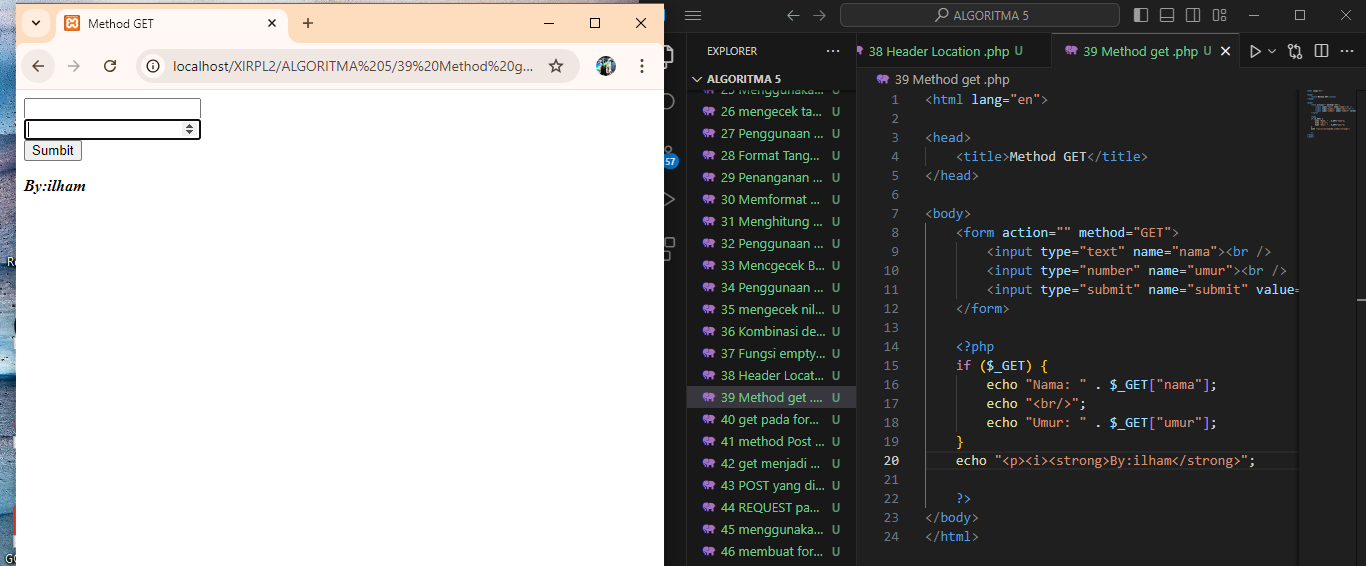 Method GET
localhost/XIRPL2/ALGORITMA%205/39%20Method%20g...
Sumbit
By:ilham
ALGORITMA 5
57
EXPLORER
ALGORITMA 5
26 mengecek ta... U
27 Penggunaan ... U
28 Format Tang... U
29 Penanganan ... U
30 Memformat ... U
31 Menghitung ... U
32 Penggunaan ... U
33 Mencgecek B... U
34 Penggunaan ... U
35 mengecek nil... U
36 Kombinasi de... U
37 Fungsi empty... U
38 Header Locat... U
39 Method get .... U
40 get pada for... U
41 method Post ... U
42 get menjadi ... U
43 POST yang di... U
44 REQUEST pa... U
45 mengguna­ka... U
46 membuat for... U
38 Header Location .php U
39 Method get .php U
39 Method get .php
1 <html lang="en">
2
3 <head>
4 <title>Method GET</title>
5 </head>
6
7 <body>
8 <form action="" method="GET">
9 <input type="text" name="nama"><br />
10 <input type="number" name="umur"><br />
11 <input type="submit" name="submit" value=
12 </form>
13
14 <?php
15 if ($_GET) {
16 echo "Nama: " . $_GET["nama"];
17 echo "<br/>";
18 echo "Umur: " . $_GET["umur"];
19 }
20 echo "<p><i><strong>By:ilham</strong>";
21
22 ?>
23 </body>
24 </html>